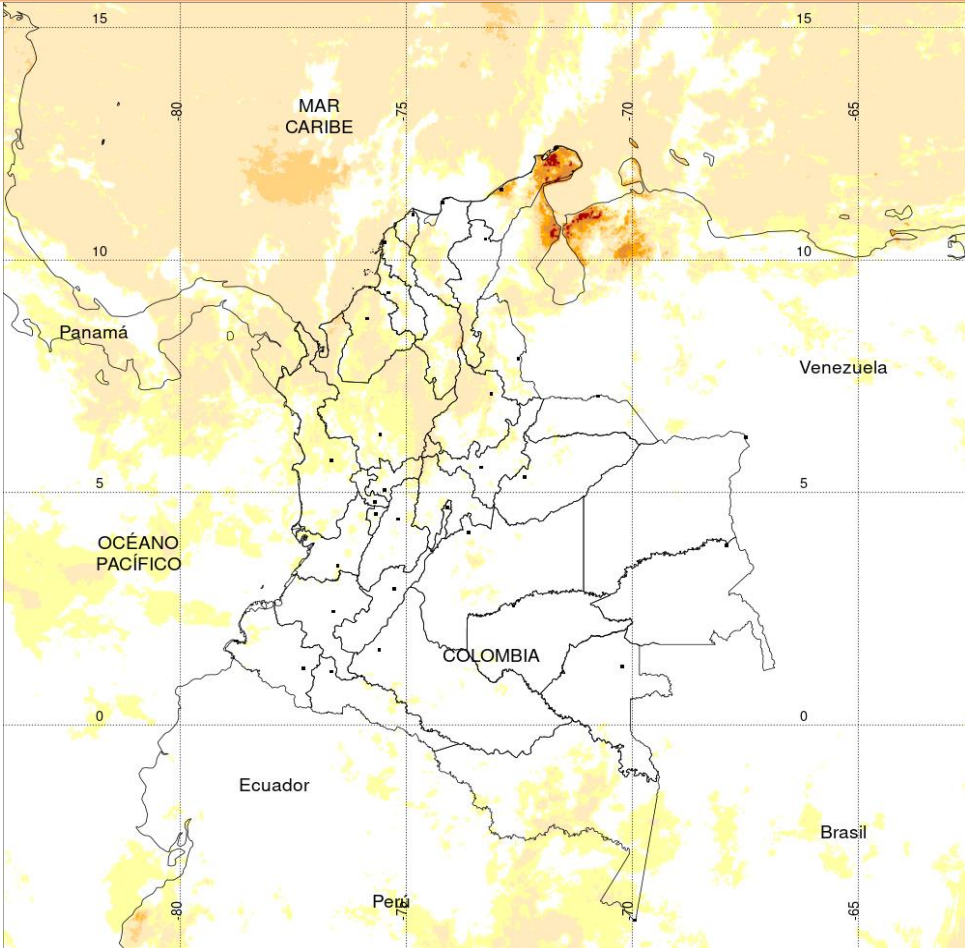 15
15
-80
-75
-70
-65
MAR
CARIBE
10
10
Panamá
Venezuela
5
5
OCÉANO
PACÍFICO
COLOMBIA
0
0
Ecuador
Brasil
Perú
-80
-75
-70
-65